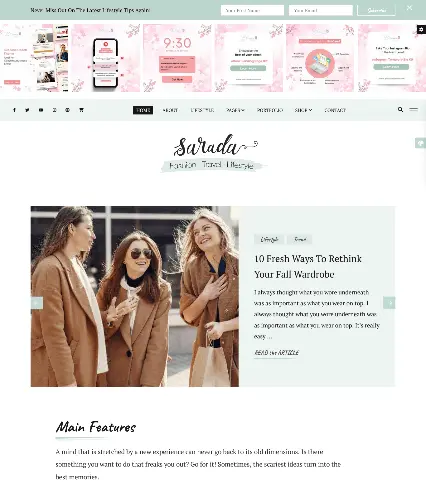 Never Miss Out On The Latest Lifestyle Tips Again!
Your First Name
Your Email
Subscribe
9:30
HOME
ABOUT
LIFESTYLE
PAGES
PORTFOLIO
SHOP
CONTACT
sarada
Fashion Travel Lifestyle
Lifestyle
Travel
10 Fresh Ways To Rethink
Your Fall Wardrobe
I always thought what you wore underneath
was as important as what you wear on top. I
always thought what you wore underneath was
as important as what you wear on top. It's really
easy ...
READ the ARTICLE
Main Features
A mind that is stretched by a new experience can never go back to its old dimensions. Is there
something you want to do that freaks you out? Go for it! Sometimes, the scariest ideas turn into the
best memories.